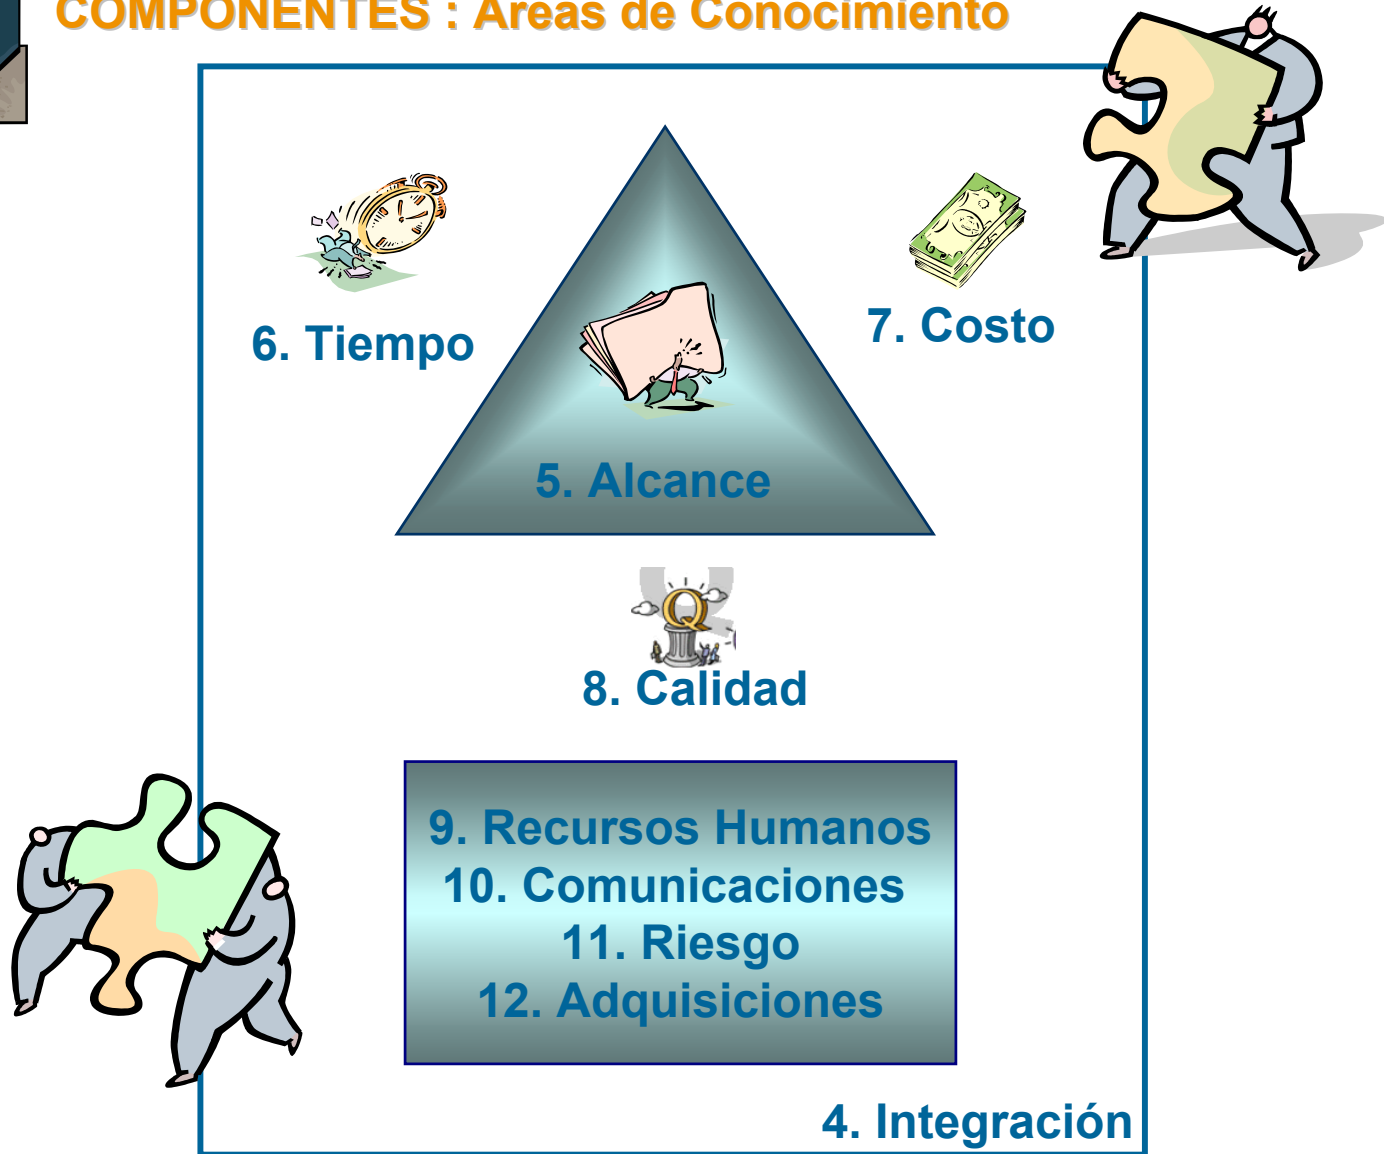 COMPONENTES : Areas de Conocimiento
6. Tiempo
7. Costo
5. Alcance
Q
8. Calidad
9. Recursos Humanos
10. Comunicaciones
11. Riesgo
12. Adquisiciones
4. Integración